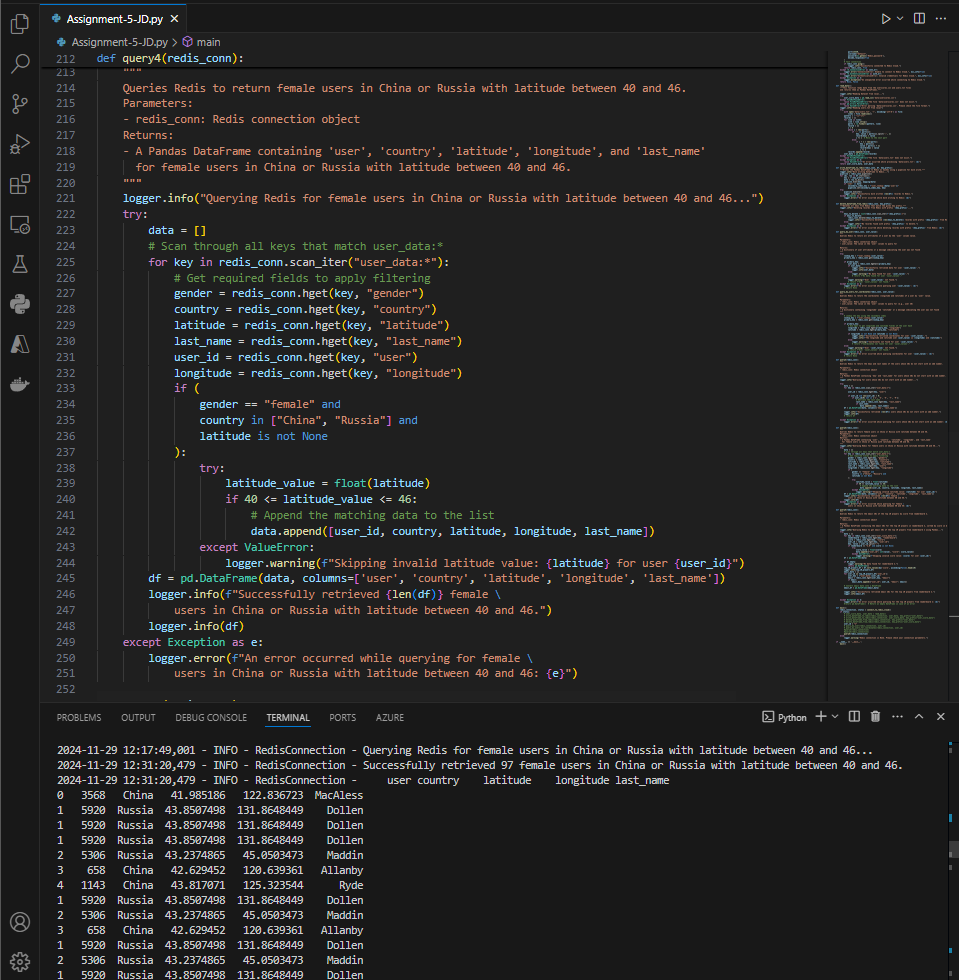 Assignment-5-JD.py
Assignment-5-JD.py > main
212 def query4(redis_conn):
213 """
214 Queries Redis to return female users in China or Russia with latitude between 40 and 46.
215 Parameters:
216 - redis_conn: Redis connection object
217 Returns:
218 - A Pandas DataFrame containing 'user', 'country', 'latitude', 'longitude', and 'last_name'
219 for female users in China or Russia with latitude between 40 and 46.
220 """
221 logger.info("Querying Redis for female users in China or Russia with latitude between 40 and 46...")
222 try:
223 data = []
224 # Scan through all keys that match user_data:*
225 for key in redis_conn.scan_iter("user_data:*"):
226 # Get required fields to apply filtering
227 gender = redis_conn.hget(key, "gender")
228 country = redis_conn.hget(key, "country")
229 latitude = redis_conn.hget(key, "latitude")
230 last_name = redis_conn.hget(key, "last_name")
231 user_id = redis_conn.hget(key, "user")
232 longitude = redis_conn.hget(key, "longitude")
233 if (
234 gender == "female" and
235 country in ["China", "Russia"] and
236 latitude is not None
237 ):
238 try:
239 latitude_value = float(latitude)
240 if 40 <= latitude_value <= 46:
241 # Append the matching data to the list
242 data.append([user_id, country, latitude, longitude, last_name])
243 except ValueError:
244 logger.warning(f"Skipping invalid latitude value: {latitude} for user {user_id}")
245 df = pd.DataFrame(data, columns=['user', 'country', 'latitude', 'longitude', 'last_name'])
246 logger.info(f"Successfully retrieved {len(df)} female \
247 users in China or Russia with latitude between 40 and 46.")
248 logger.info(df)
249 except Exception as e:
250 logger.error(f"An error occurred while querying for female \
251 users in China or Russia with latitude between 40 and 46: {e}")
252
PROBLEMS OUTPUT DEBUG CONSOLE TERMINAL PORTS AZURE Python
2024-11-29 12:17:49,001 - INFO - RedisConnection - Querying Redis for female users in China or Russia with latitude between 40 and 46...
2024-11-29 12:31:20,479 - INFO - RedisConnection - Successfully retrieved 97 female users in China or Russia with latitude between 40 and 46.
2024-11-29 12:31:20,479 - INFO - RedisConnection - user country latitude longitude last_name
0 3568 China 41.985186 122.836723 MacAless
1 5920 Russia 43.8507498 131.8648449 Dollen
1 5920 Russia 43.8507498 131.8648449 Dollen
1 5920 Russia 43.8507498 131.8648449 Dollen
2 5306 Russia 43.2374865 45.0503473 Maddin
3 658 China 42.629452 120.639361 Allanby
4 1143 China 43.817071 125.323544 Ryde
1 5920 Russia 43.8507498 131.8648449 Dollen
2 5306 Russia 43.2374865 45.0503473 Maddin
3 658 China 42.629452 120.639361 Allanby
1 5920 Russia 43.8507498 131.8648449 Dollen
2 5306 Russia 43.2374865 45.0503473 Maddin
1 5920 Russia 43.8507498 131.8648449 Dollen